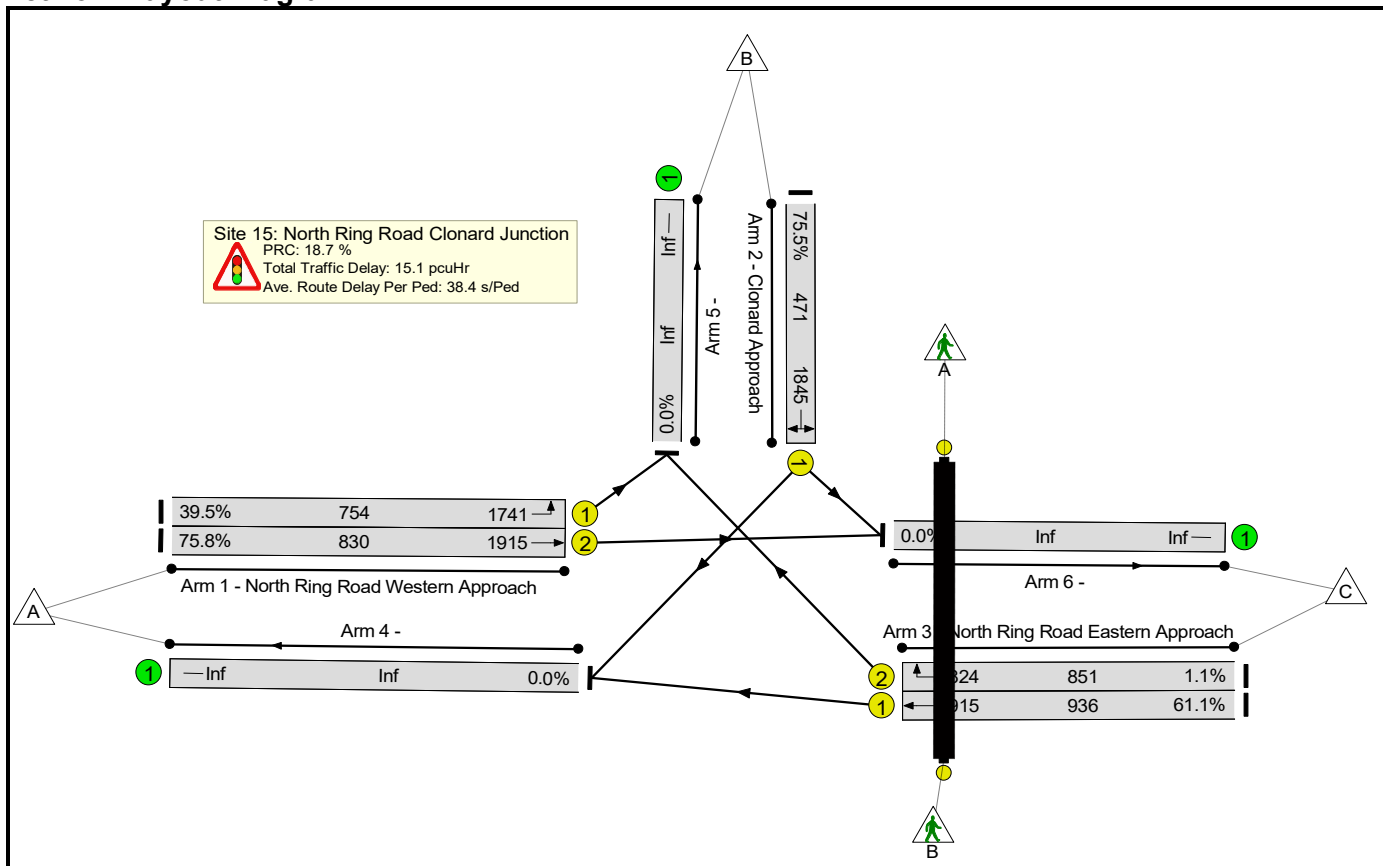 B
Site 15: North Ring Road Clonard Junction
PRC: 18.7 %
Total Traffic Delay: 15.1 pcuHr
Ave. Route Delay Per Ped: 38.4 s/Ped
1
Inf
Inf
0.0%
Arm 5 -
Arm 2 - Clonard Approach
75.5%
471
1845
1
A
39.5% 754 1741 1
75.8% 830 1915 2
Arm 1 - North Ring Road Western Approach
A
Inf Inf 1
Arm 6 -
C
Arm 4 -
Arm 3 North Ring Road Eastern Approach
1 Inf Inf 0.0%
2 851 1.1%
1 936 61.1%
B